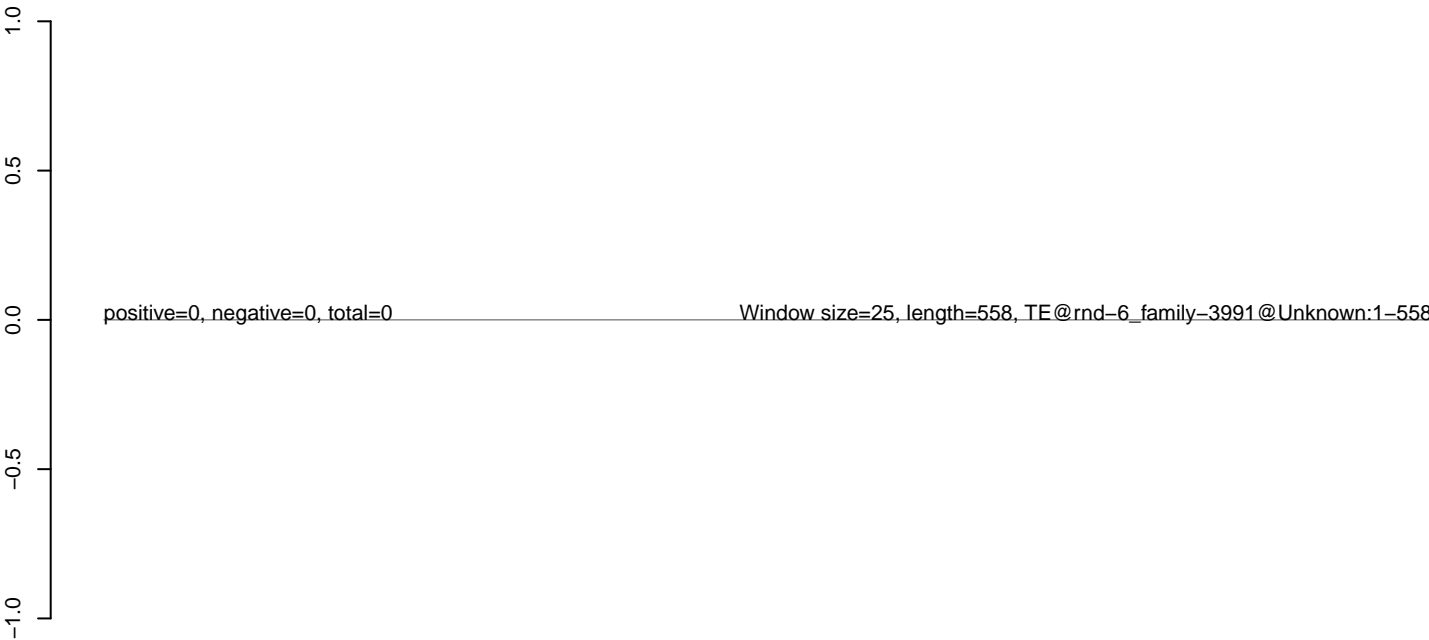 1.0
0.5
positive=0, negative=0, total=0
Window size=25, length=558, TE@rnd−6_family−3991@Unknown:1−558
0.0
−0.5
−1.0